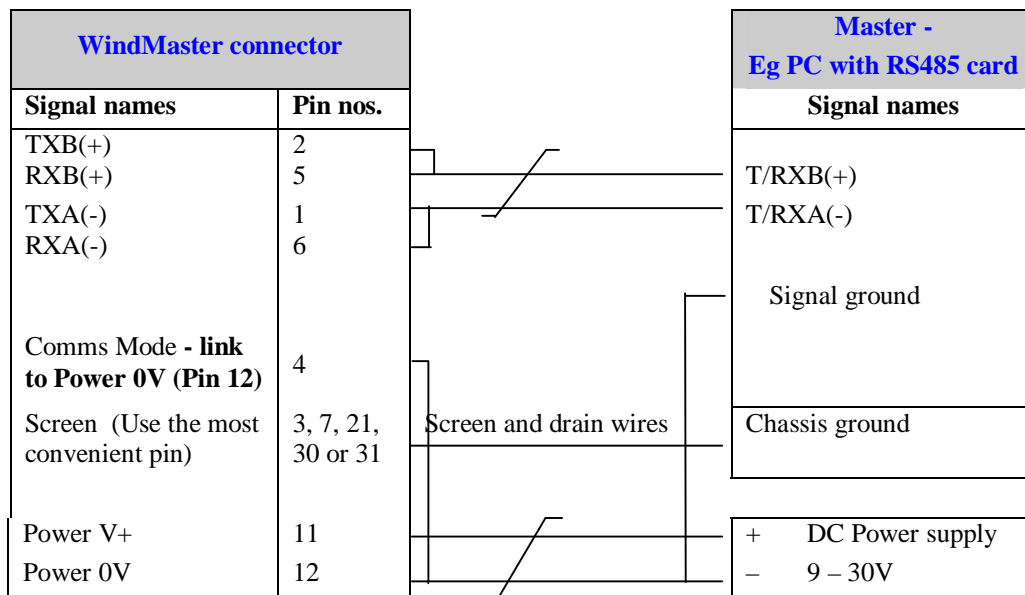 WindMaster connector
Master -
Eg PC with RS485 card
Signal names Pin nos. Signal names
TXB(+) 2
RXB(+) 5 T/RXB(+)
TXA(-) 1 T/RXA(-)
RXA(-) 6
Signal ground
Comms Mode - link
to Power 0V (Pin 12) 4
Screen (Use the most 3, 7, 21, Screen and drain wires Chassis ground
convenient pin) 30 or 31
Power V+ 11 + DC Power supply
Power 0V 12 – 9 – 30V